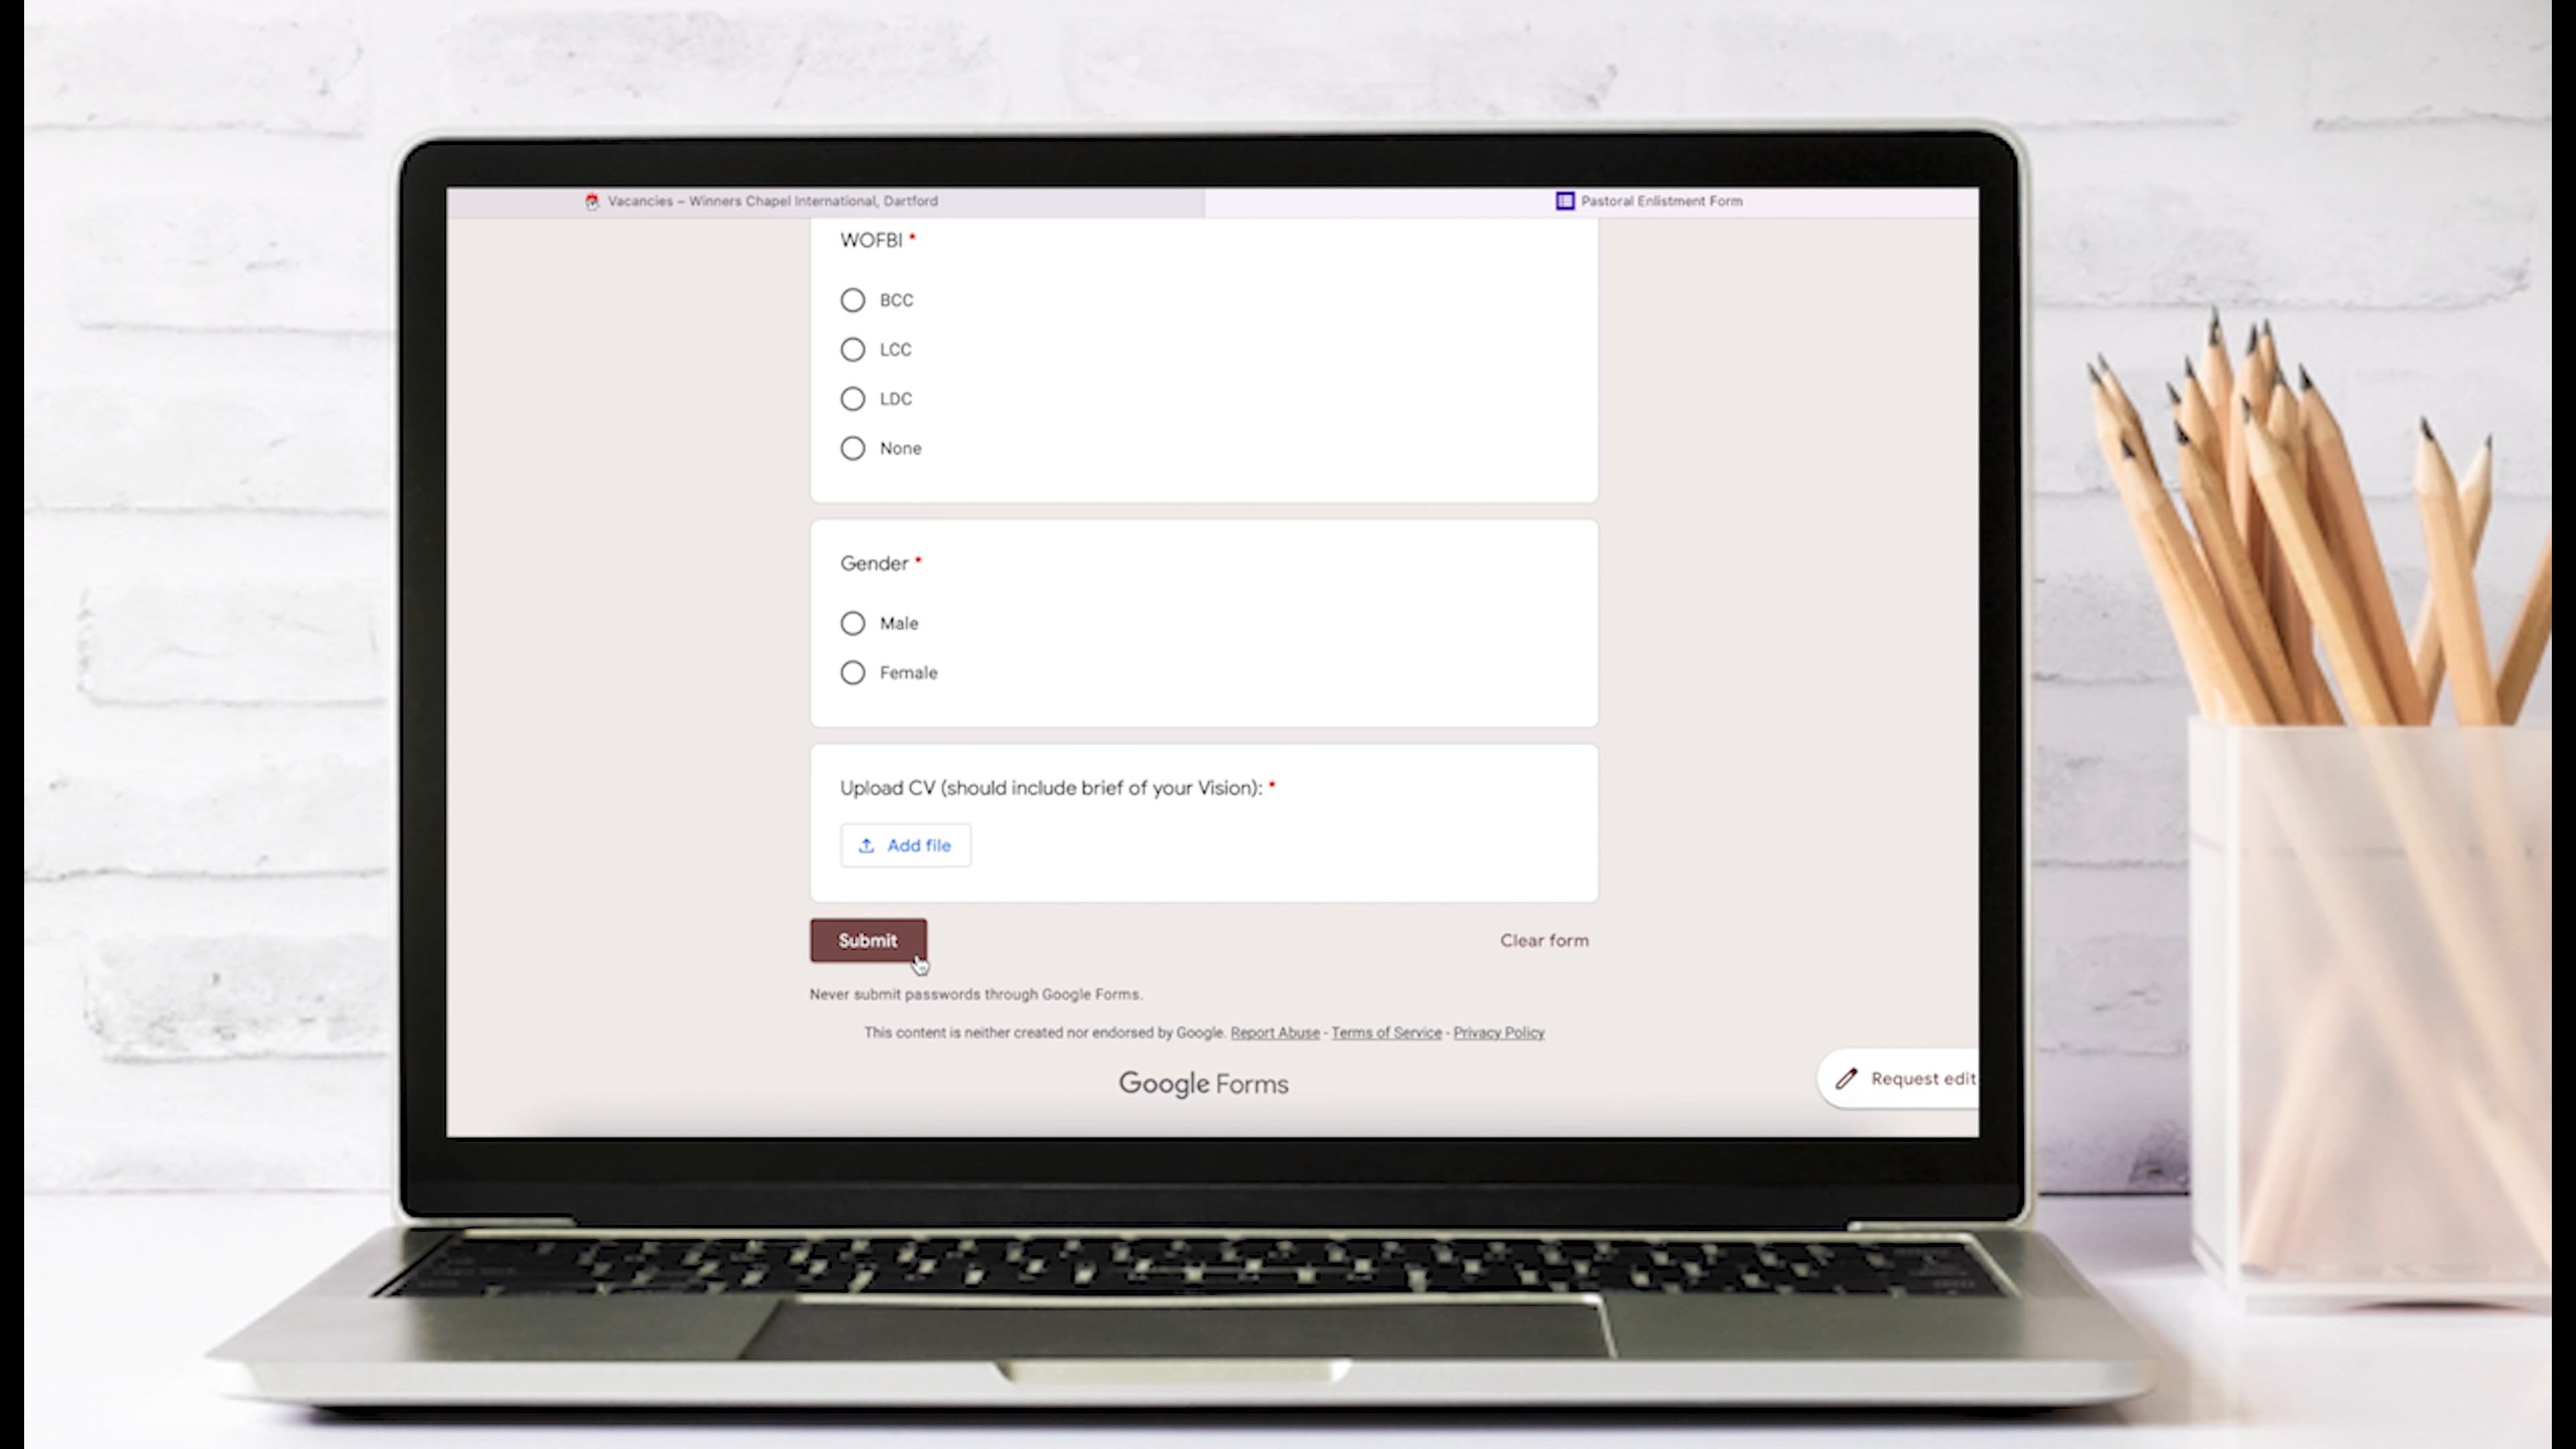 Vacancies – Winners Chapel International, Dartford
Pastoral Enlistment Form
WOFBI *
BCC
LCC
LDC
None
Gender *
Male
Female
Upload CV (should include brief of your Vision): *
Add file
Submit
Clear form
Never submit passwords through Google Forms.
This content is neither created nor endorsed by Google. Report Abuse - Terms of Service - Privacy Policy
Google Forms
Request edit